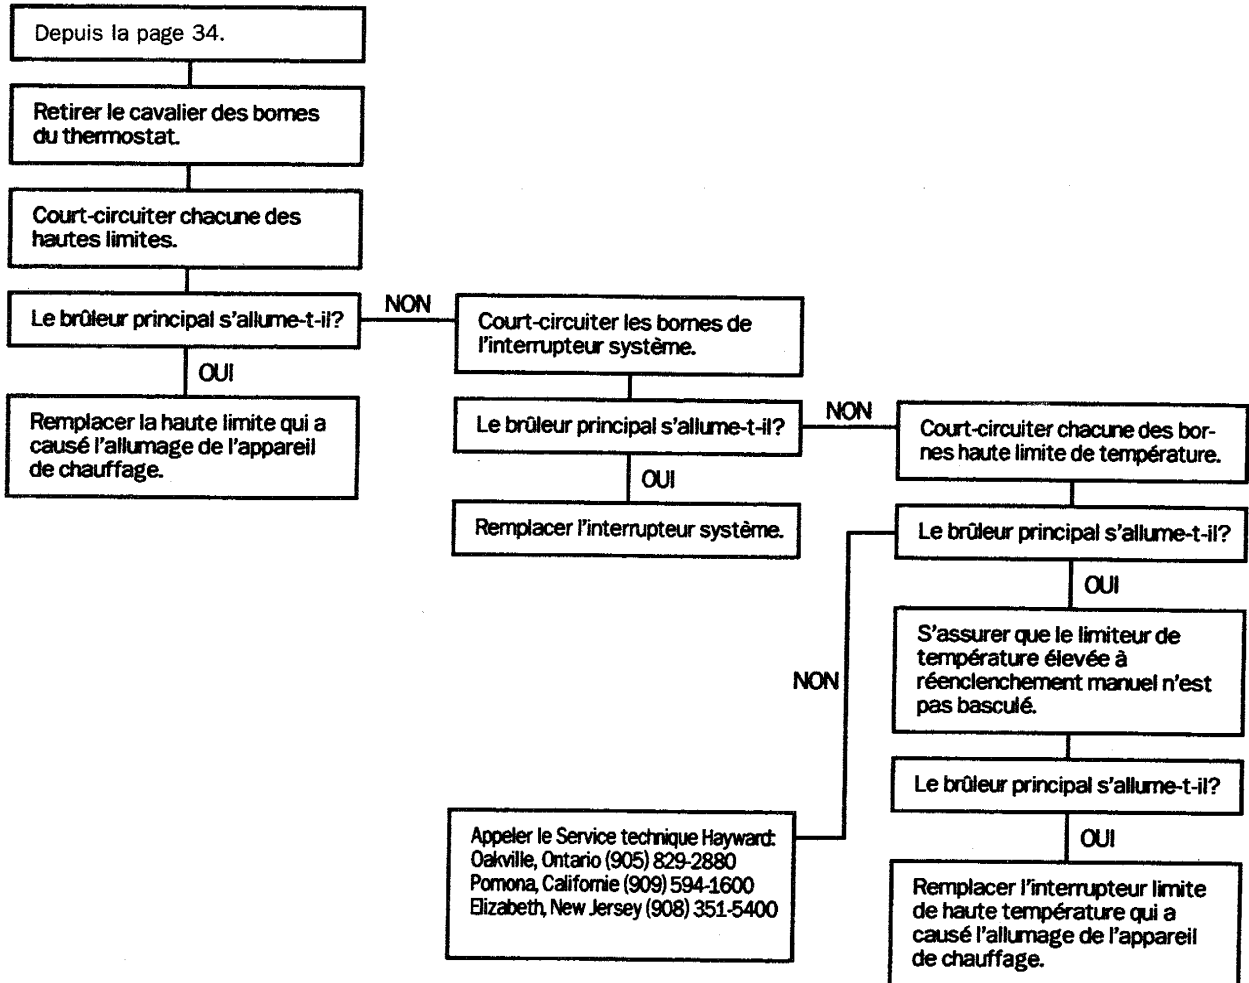 Depuis la page 34.
Retirer le cavalier des bornes
du thermostat.
Court-circuiter chacune des
hautes limites.
Le brûleur principal s'allume-t-il?
NON
OUI
Remplacer la haute limite qui a
causé l'allumage de l'appareil
de chauffage.
Court-circuiter les bornes de
l'interrupteur système.
Le brûleur principal s'allume-t-il?
NON
OUI
Remplacer l'interrupteur système.
Court-circuiter chacune des bor-
nes haute limite de température.
Le brûleur principal s'allume-t-il?
OUI
NON
S'assurer que le limiteur de
température élevée à
réenclenchement manuel n'est
pas basculé.
Le brûleur principal s'allume-t-il?
OUI
Remplacer l'interrupteur limite
de haute température qui a
causé l'allumage de l'appareil
de chauffage.
Appeler le Service technique Hayward:
Oakville, Ontario (905) 829-2880
Pomona, Californie (909) 594-1600
Elizabeth, New Jersey (908) 351-5400